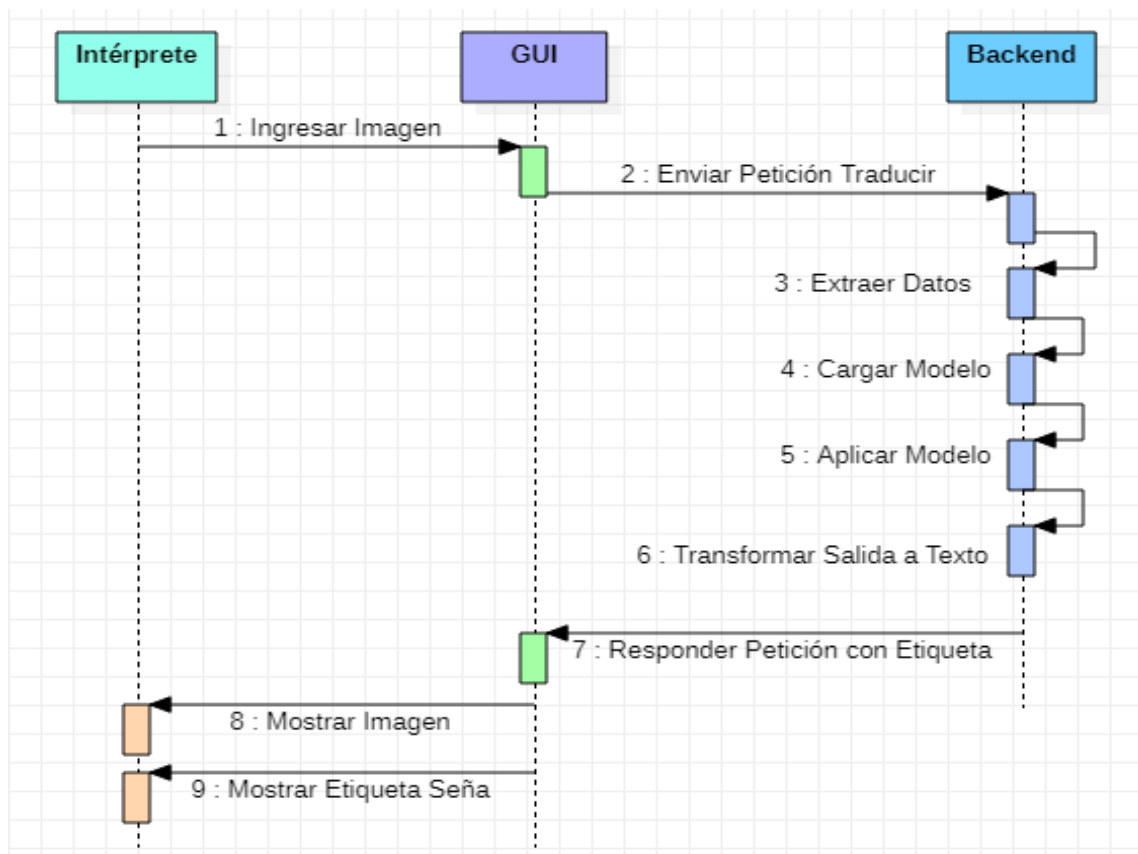 Intérprete
GUI
Backend
1 : Ingresar Imagen
2 : Enviar Petición Traducir
3 : Extraer Datos
4 : Cargar Modelo
5 : Aplicar Modelo
6 : Transformar Salida a Texto
7 : Responder Petición con Etiqueta
8 : Mostrar Imagen
9 : Mostrar Etiqueta Seña